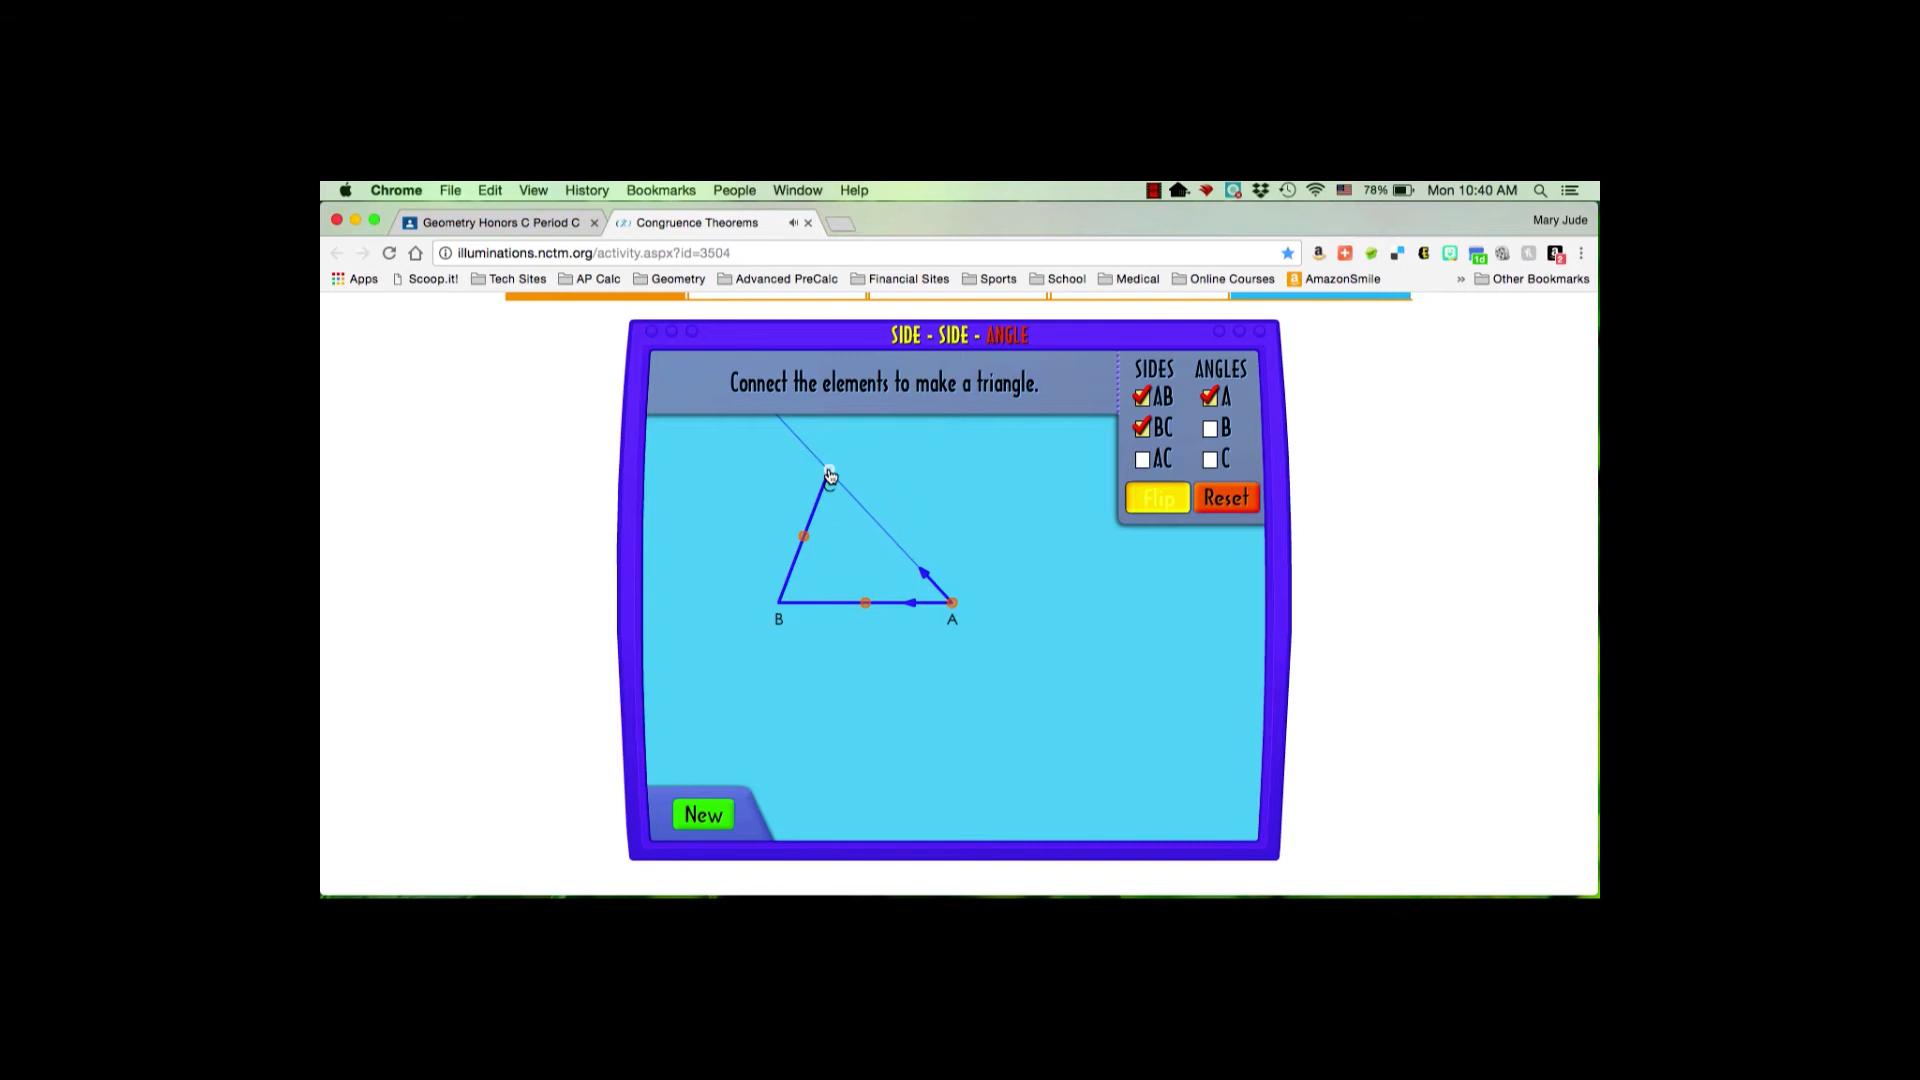 Chrome File Edit View History Bookmarks People Window Help 78% Mon 10:40 AM
Geometry Honors C Period C Congruence Theorems Mary Jude
illuminations.nctm.org/activity.aspx?id=3504
Apps Scoop.it! Tech Sites AP Calc Geometry Advanced PreCalc Financial Sites Sports School Medical Online Courses AmazonSmile » Other Bookmarks
SIDE - SIDE - ANGLE
Connect the elements to make a triangle.
SIDES ANGLES
AB A
BC B
AC C
Flip Reset
C
B A
New